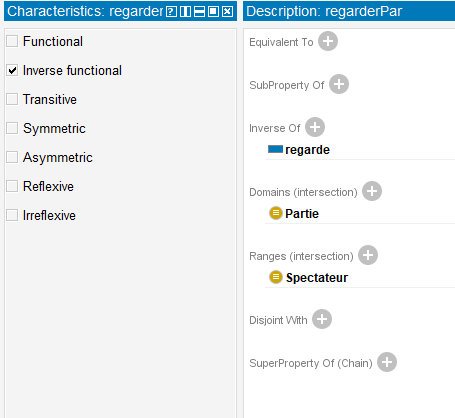 Characteristics: regarder
Functional
Inverse functional
Transitive
Symmetric
Asymmetric
Reflexive
Irreflexive
Description: regarderPar
Equivalent To
SubProperty Of
Inverse Of
regarde
Domains (intersection)
Partie
Ranges (intersection)
Spectateur
Disjoint With
SuperProperty Of (Chain)